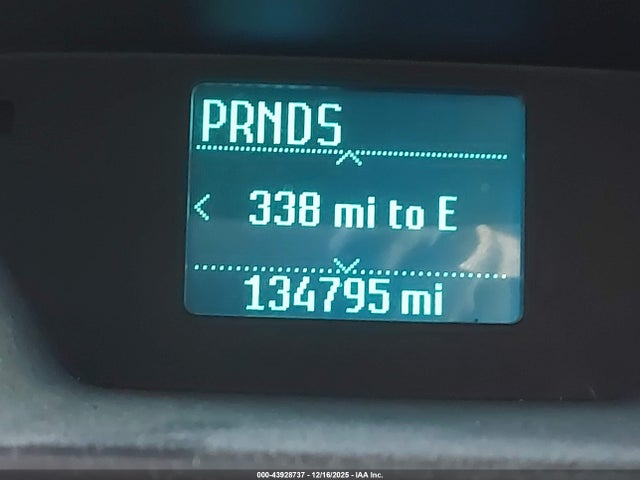 PRNDS
338 mi to E
134795 mi
000-43928737 - 12/16/2025 - IAA Inc.